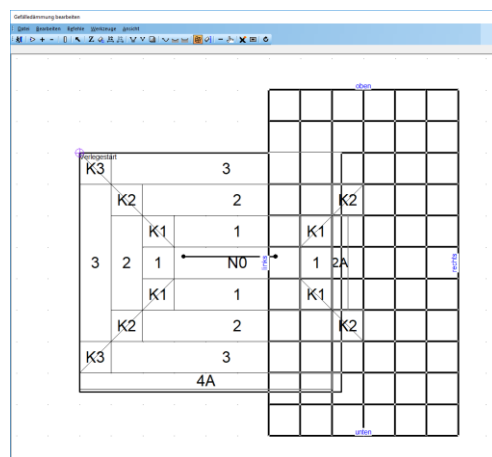 Gefälledämmung bearbeiten
Datei Bearbeiten Befehle Werkzeuge Ansicht
oben
Verlegestart
K3 3
K2 2 K2
K1 1 K1
3 2 1 N0 links 1 2A rechts
K1 1 K1
K2 2 K2
K3 3
4A
unten